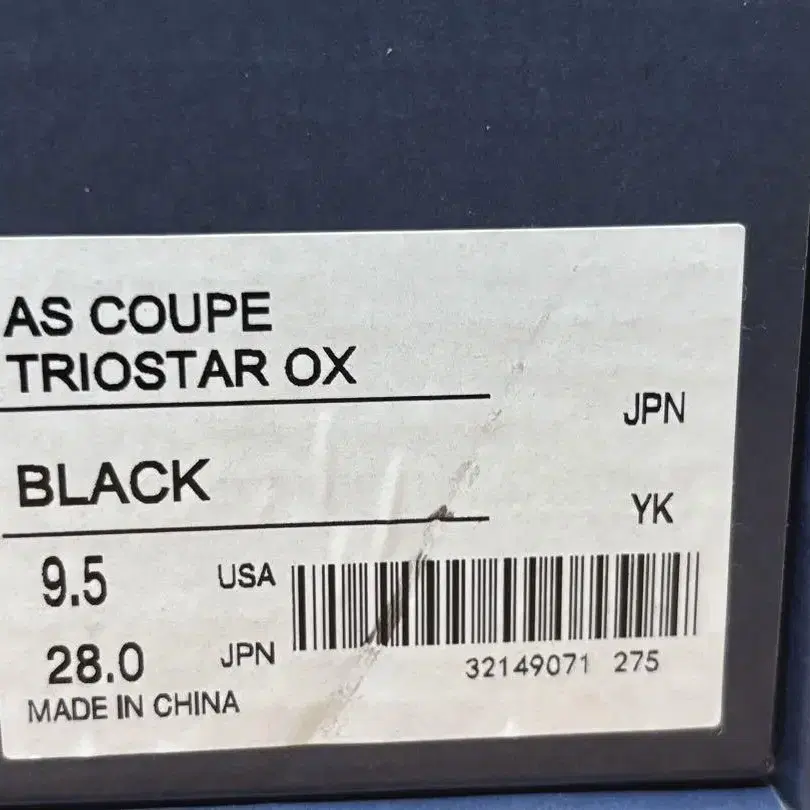 AS COUPE
TRIOSTAR OX
JPN
BLACK
YK
9.5 USA
28.0 JPN
32149071 275
MADE IN CHINA